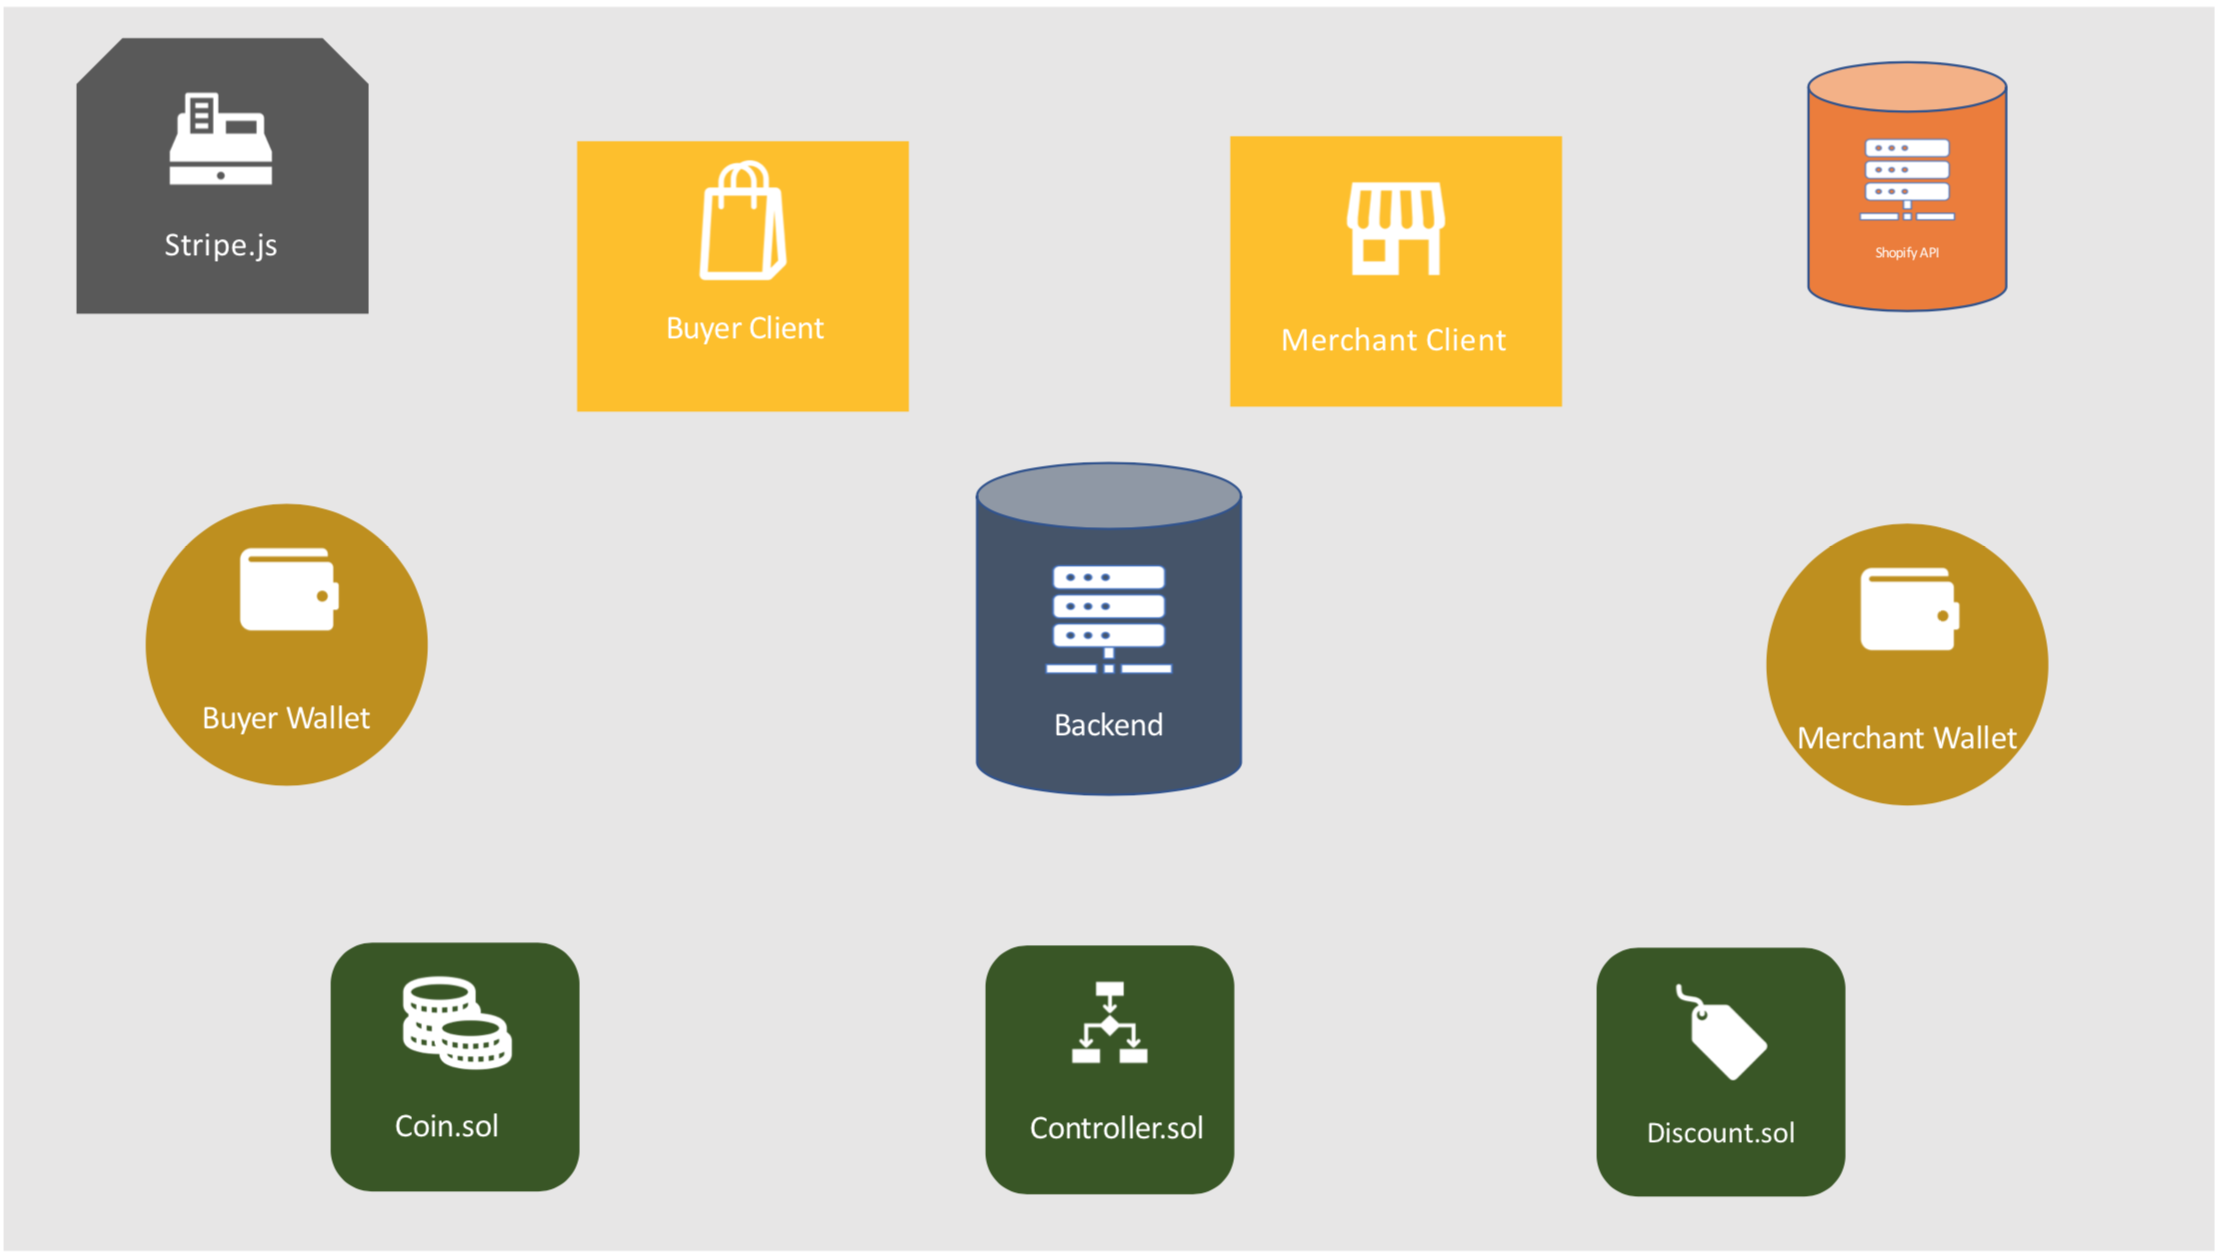 Stripe.js
Buyer Client
Merchant Client
Shopify API
Buyer Wallet
Backend
Merchant Wallet
Coin.sol
Controller.sol
Discount.sol